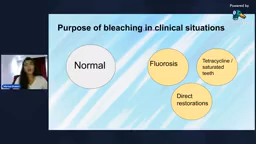 Powered by
Purpose of bleaching in clinical situations
Normal
Fluorosis
Tetracycline /
saturated
teeth
Direct
restorations